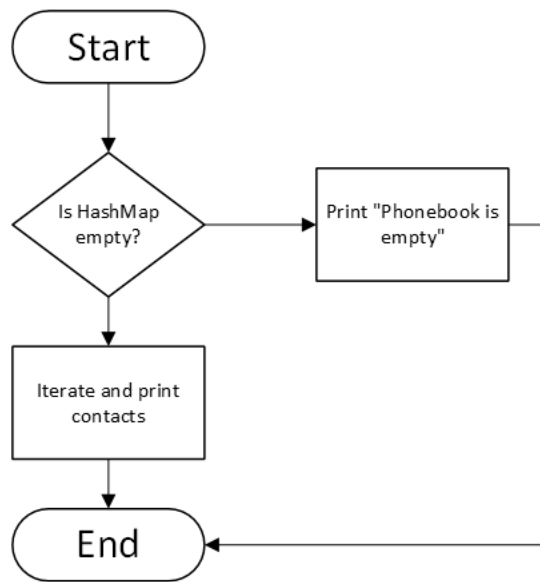 Start
Is HashMap
empty?
Print "Phonebook is
empty"
Iterate and print
contacts
End